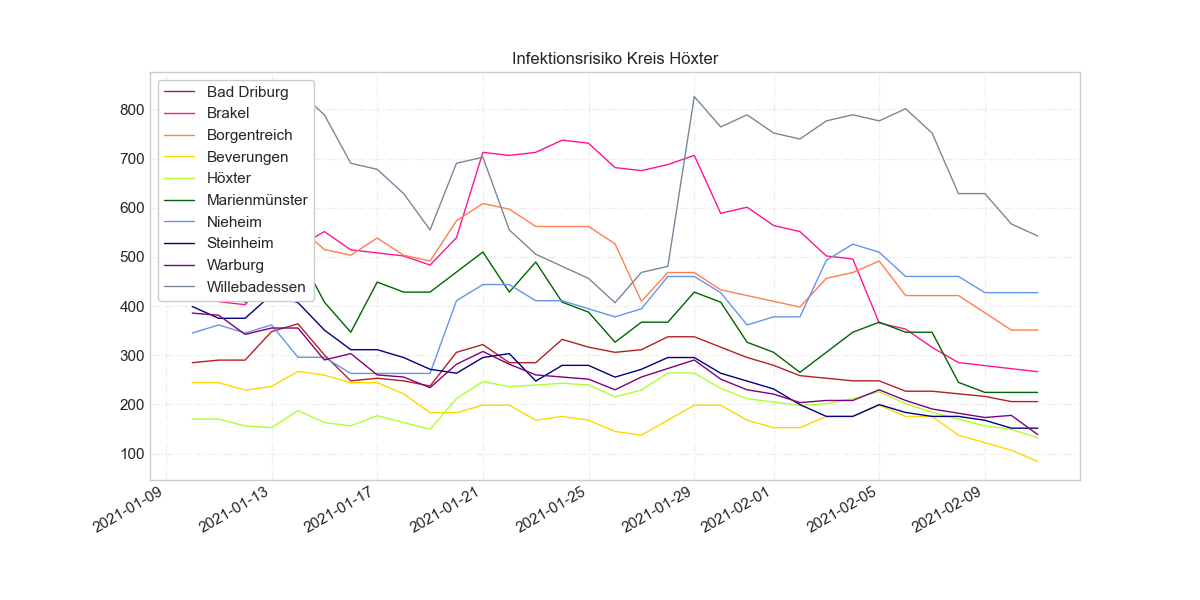 Infektionsrisiko Kreis Höxter
Bad Driburg
Brakel
Borgentreich
Beverungen
Höxter
Marienmünster
Nieheim
Steinheim
Warburg
Willebadessen
800
700
600
500
400
300
200
100
2021-01-09
2021-01-13
2021-01-17
2021-01-21
2021-01-25
2021-01-29
2021-02-01
2021-02-05
2021-02-09